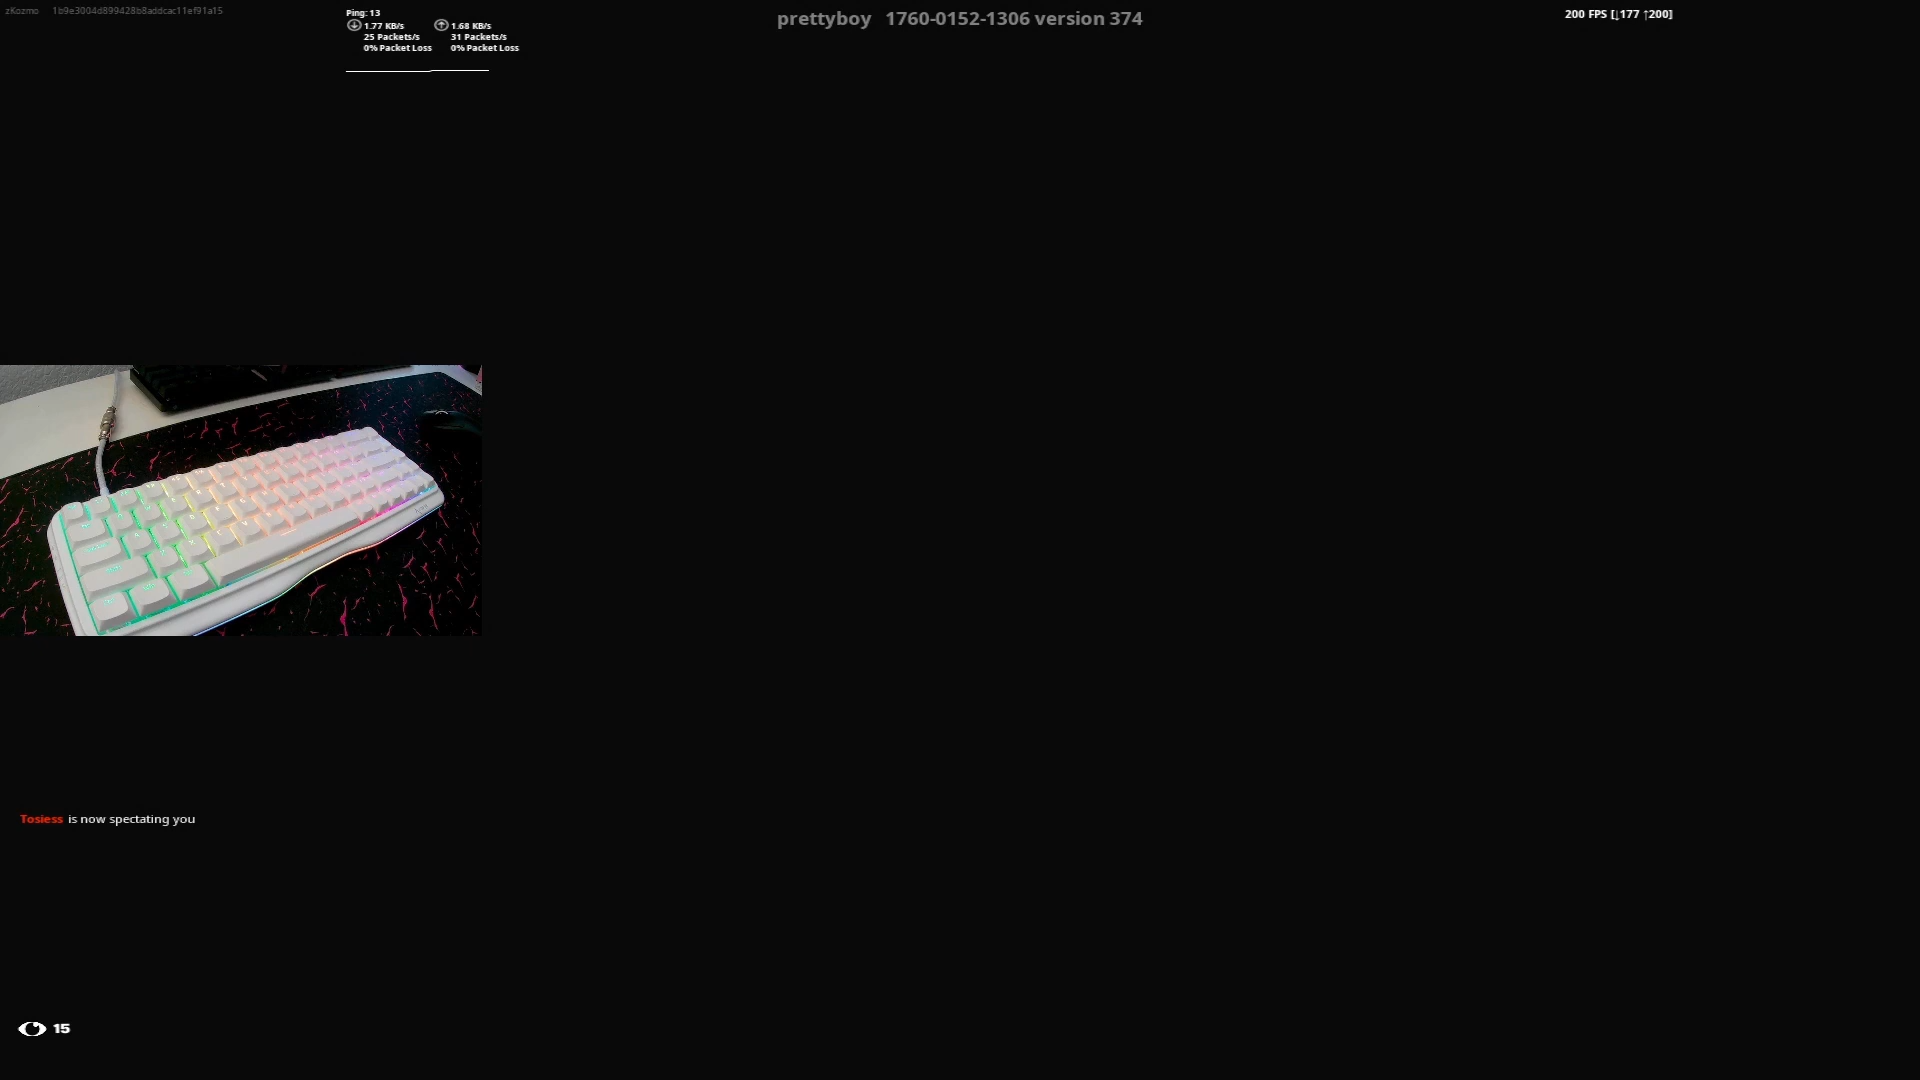 zKozmo 1b9e3004d899428b8addcac11ef91a15
Ping: 13
1.77 KB/s 1.68 KB/s
25 Packets/s 31 Packets/s
0% Packet Loss 0% Packet Loss
prettyboy 1760-0152-1306 version 374
200 FPS [↓177 ↑200]
Tosiess is now spectating you
15